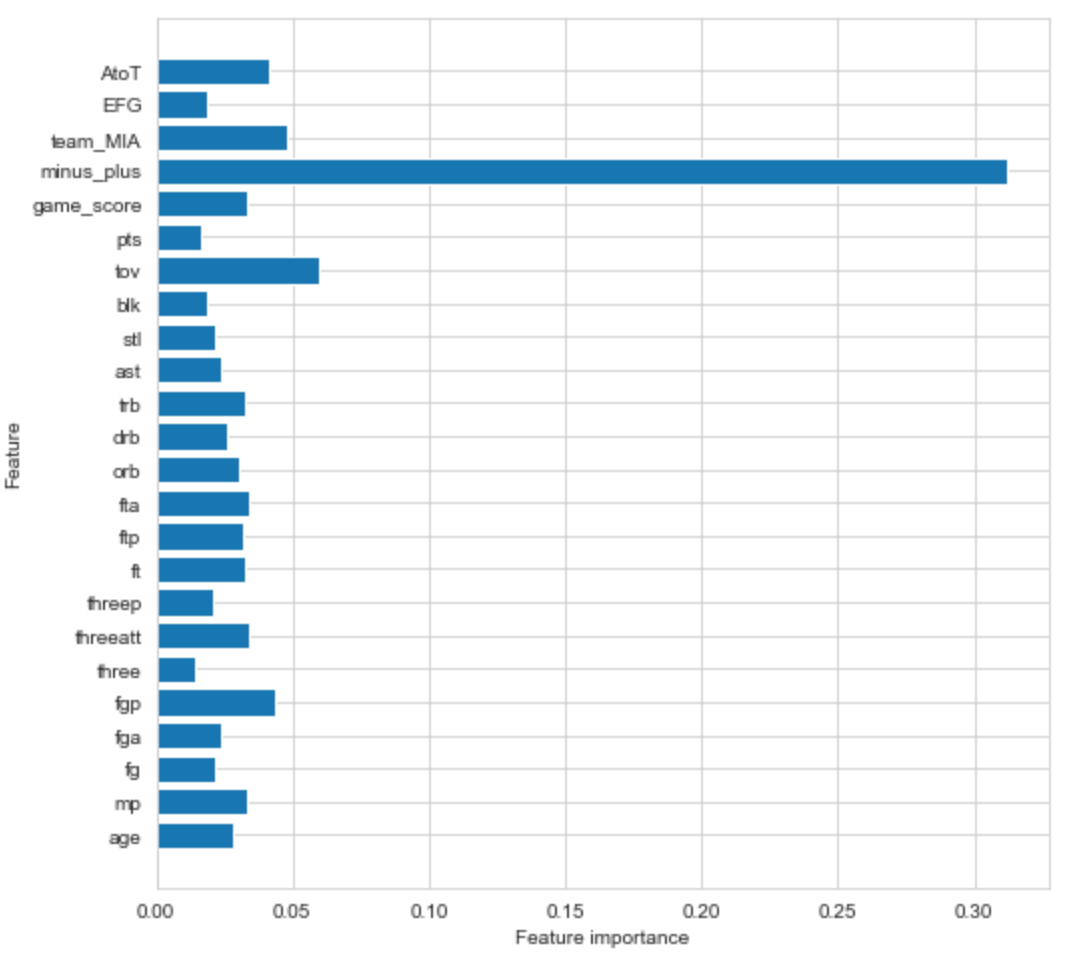 AtoT
EFG
team_MIA
minus_plus
game_score
pts
tov
blk
stl
ast
trb
drb
orb
fta
ftp
ft
threep
threeatt
three
fgp
fga
fg
mp
age
Feature
0.00 0.05 0.10 0.15 0.20 0.25 0.30
Feature importance